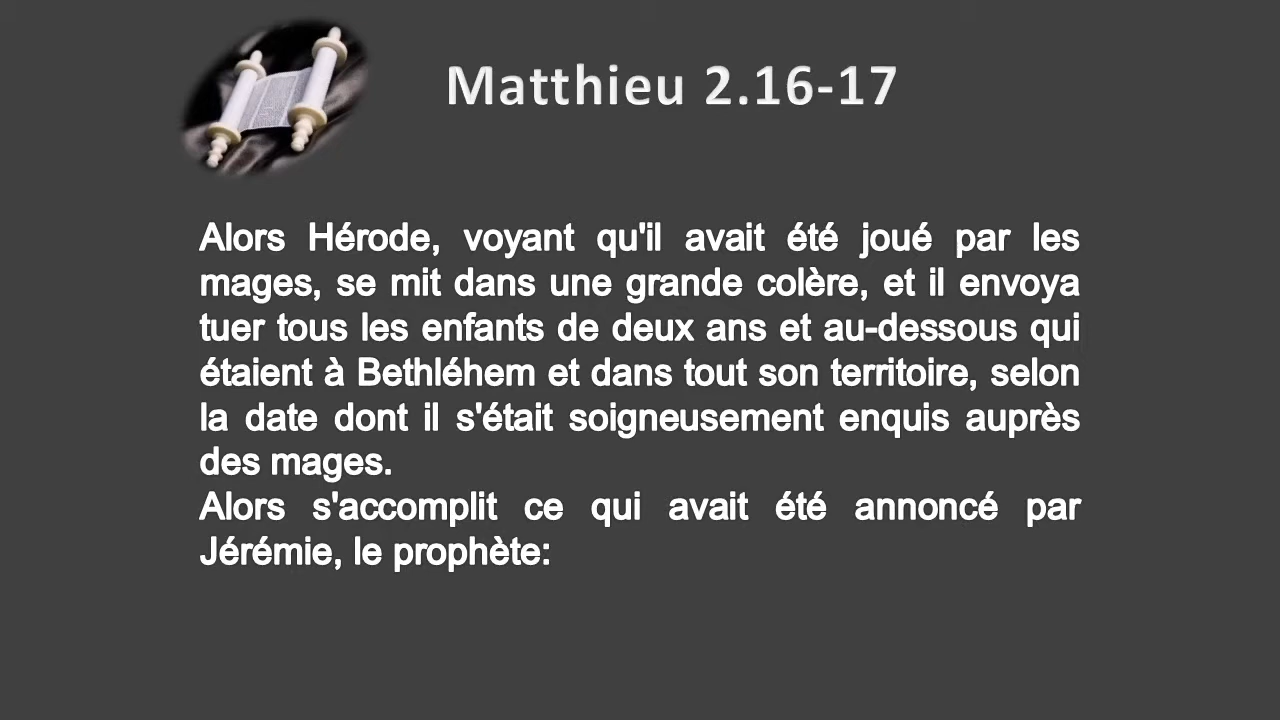 Matthieu 2.16-17
Alors Hérode, voyant qu'il avait été joué par les
mages, se mit dans une grande colère, et il envoya
tuer tous les enfants de deux ans et au-dessous qui
étaient à Bethléhem et dans tout son territoire, selon
la date dont il s'était soigneusement enquis auprès
des mages.
Alors s'accomplit ce qui avait été annoncé par
Jérémie, le prophète: